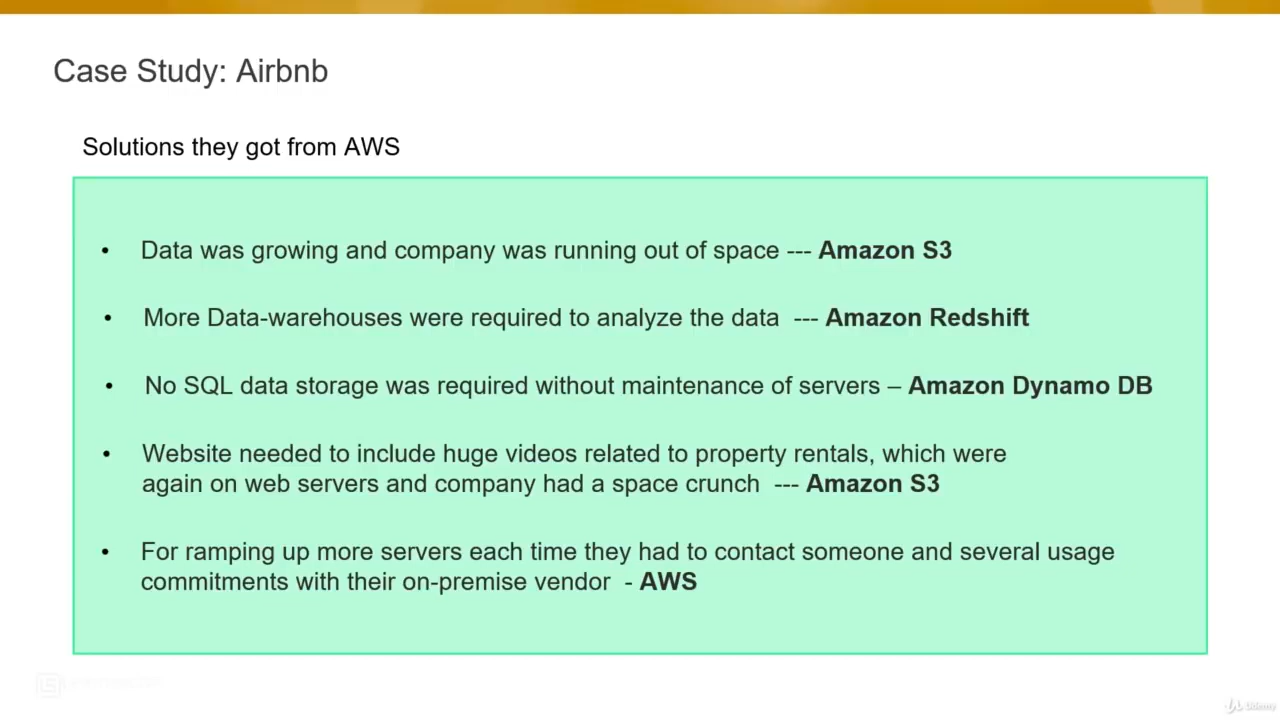 Case Study: Airbnb
Solutions they got from AWS
• Data was growing and company was running out of space --- Amazon S3
• More Data-warehouses were required to analyze the data --- Amazon Redshift
• No SQL data storage was required without maintenance of servers – Amazon Dynamo DB
• Website needed to include huge videos related to property rentals, which were
again on web servers and company had a space crunch --- Amazon S3
• For ramping up more servers each time they had to contact someone and several usage
commitments with their on-premise vendor - AWS
Udemy